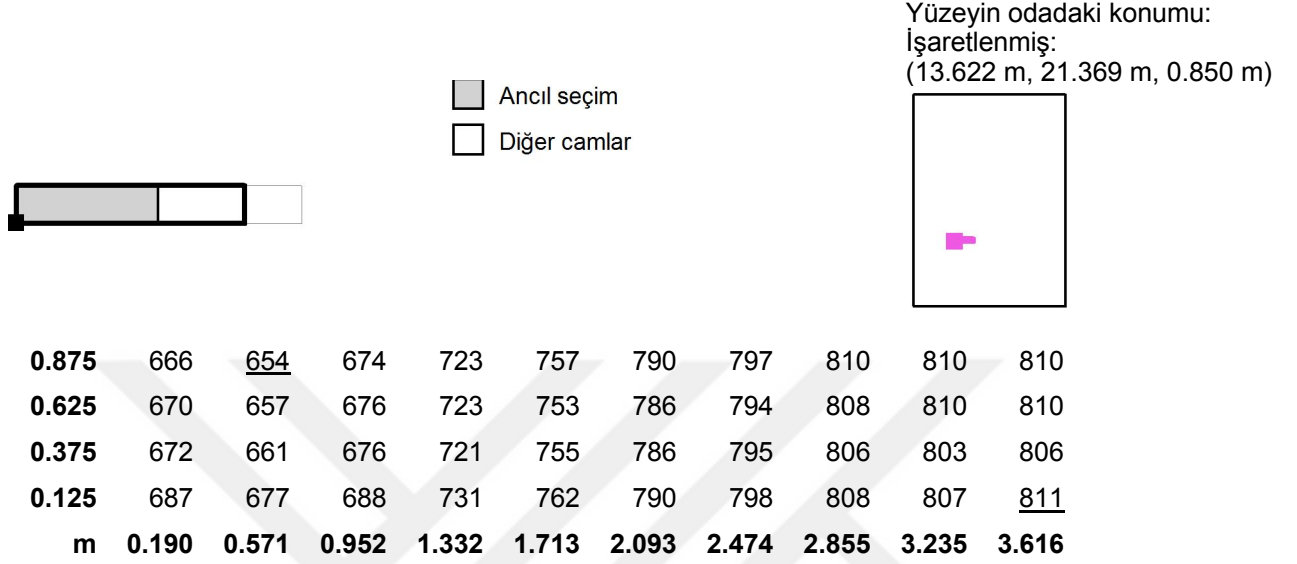 Yüzeyin odadaki konumu:
İşaretlenmiş:
(13.622 m, 21.369 m, 0.850 m)
Ancıl seçim
Diğer camlar
0.875 666 654 674 723 757 790 797 810 810 810
0.625 670 657 676 723 753 786 794 808 810 810
0.375 672 661 676 721 755 786 795 806 803 806
0.125 687 677 688 731 762 790 798 808 807 811
m 0.190 0.571 0.952 1.332 1.713 2.093 2.474 2.855 3.235 3.616